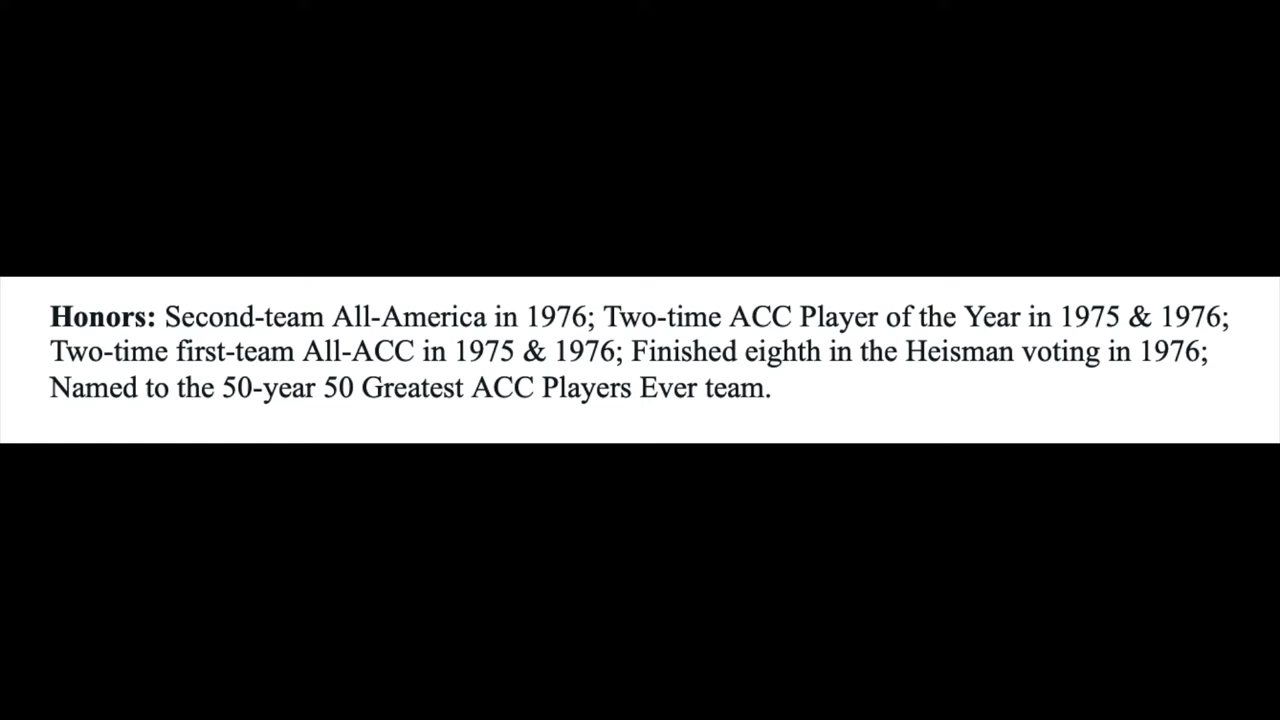 Honors: Second-team All-America in 1976; Two-time ACC Player of the Year in 1975 & 1976;
Two-time first-team All-ACC in 1975 & 1976; Finished eighth in the Heisman voting in 1976;
Named to the 50-year 50 Greatest ACC Players Ever team.